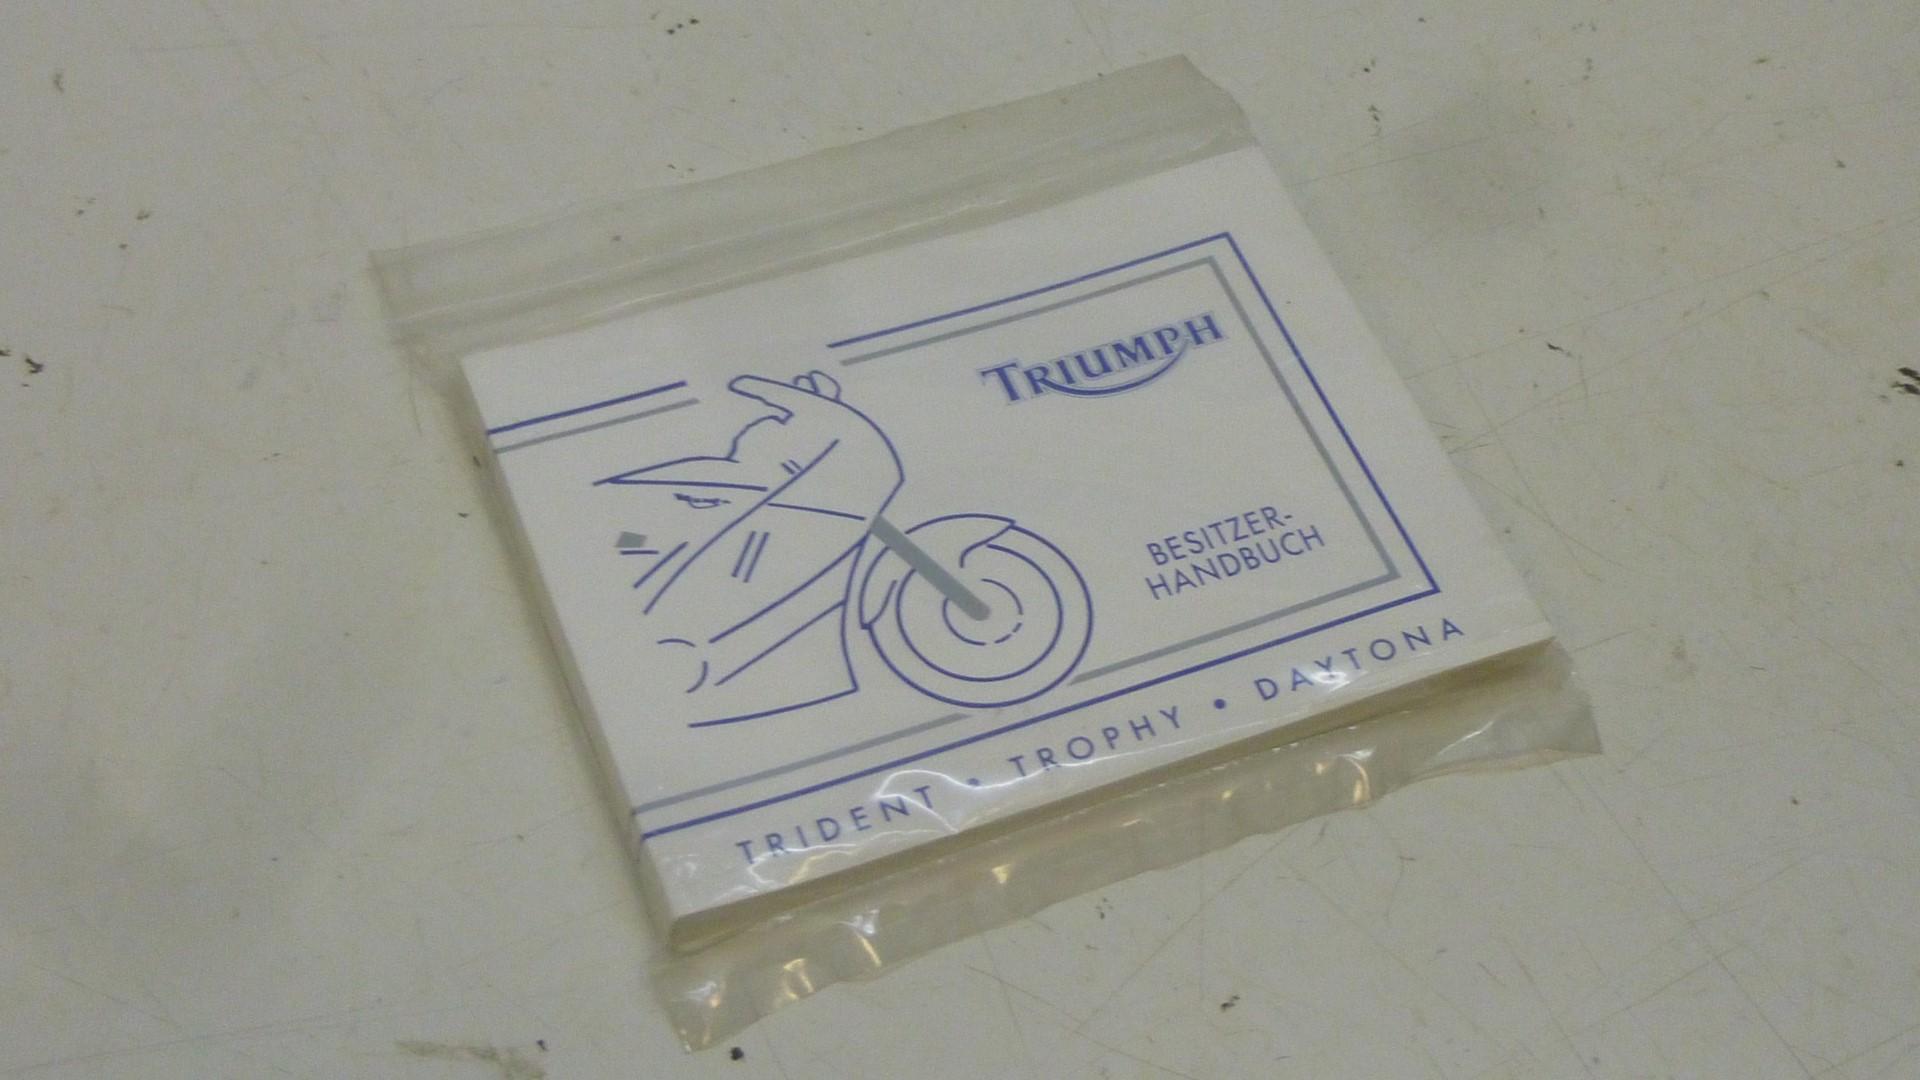 TRIUMPH
BESITZER-
HANDBUCH
TRIDENT • TROPHY • DAYTONA